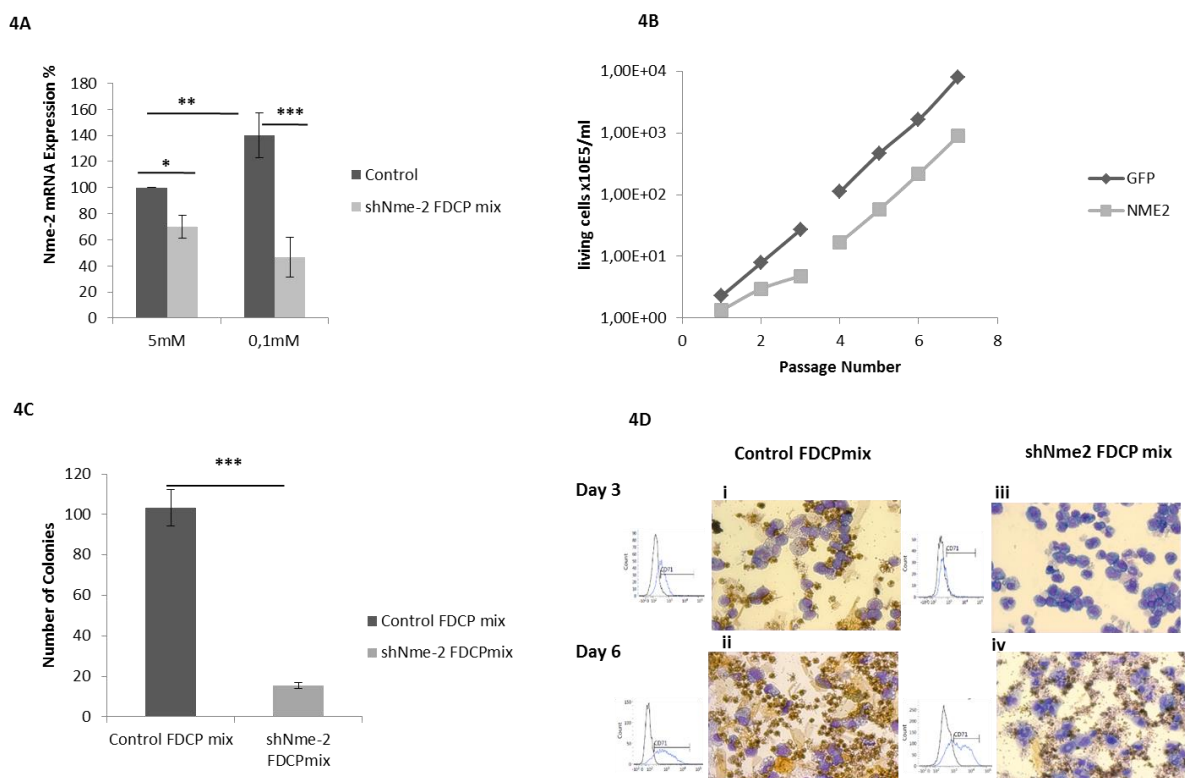 4A
Nme-2 mRNA Expression %
180
160
140
120
100
80
60
40
20
0
**
***
*
5mM
0,1mM
Control
shNme-2 FDCP mix
4B
living cells x10E5/ml
1,00E+04
1,00E+03
1,00E+02
1,00E+01
1,00E+00
0
2
4
6
8
Passage Number
GFP
NME2
4C
Number of Colonies
120
100
80
60
40
20
0
***
Control FDCP mix
shNme-2
FDCPmix
Control FDCP mix
shNme-2 FDCPmix
4D
Control FDCPmix
shNme2 FDCP mix
Day 3
i
iii
Count
CD71
Count
CD71
Day 6
ii
iv
Count
CD71
Count
CD71